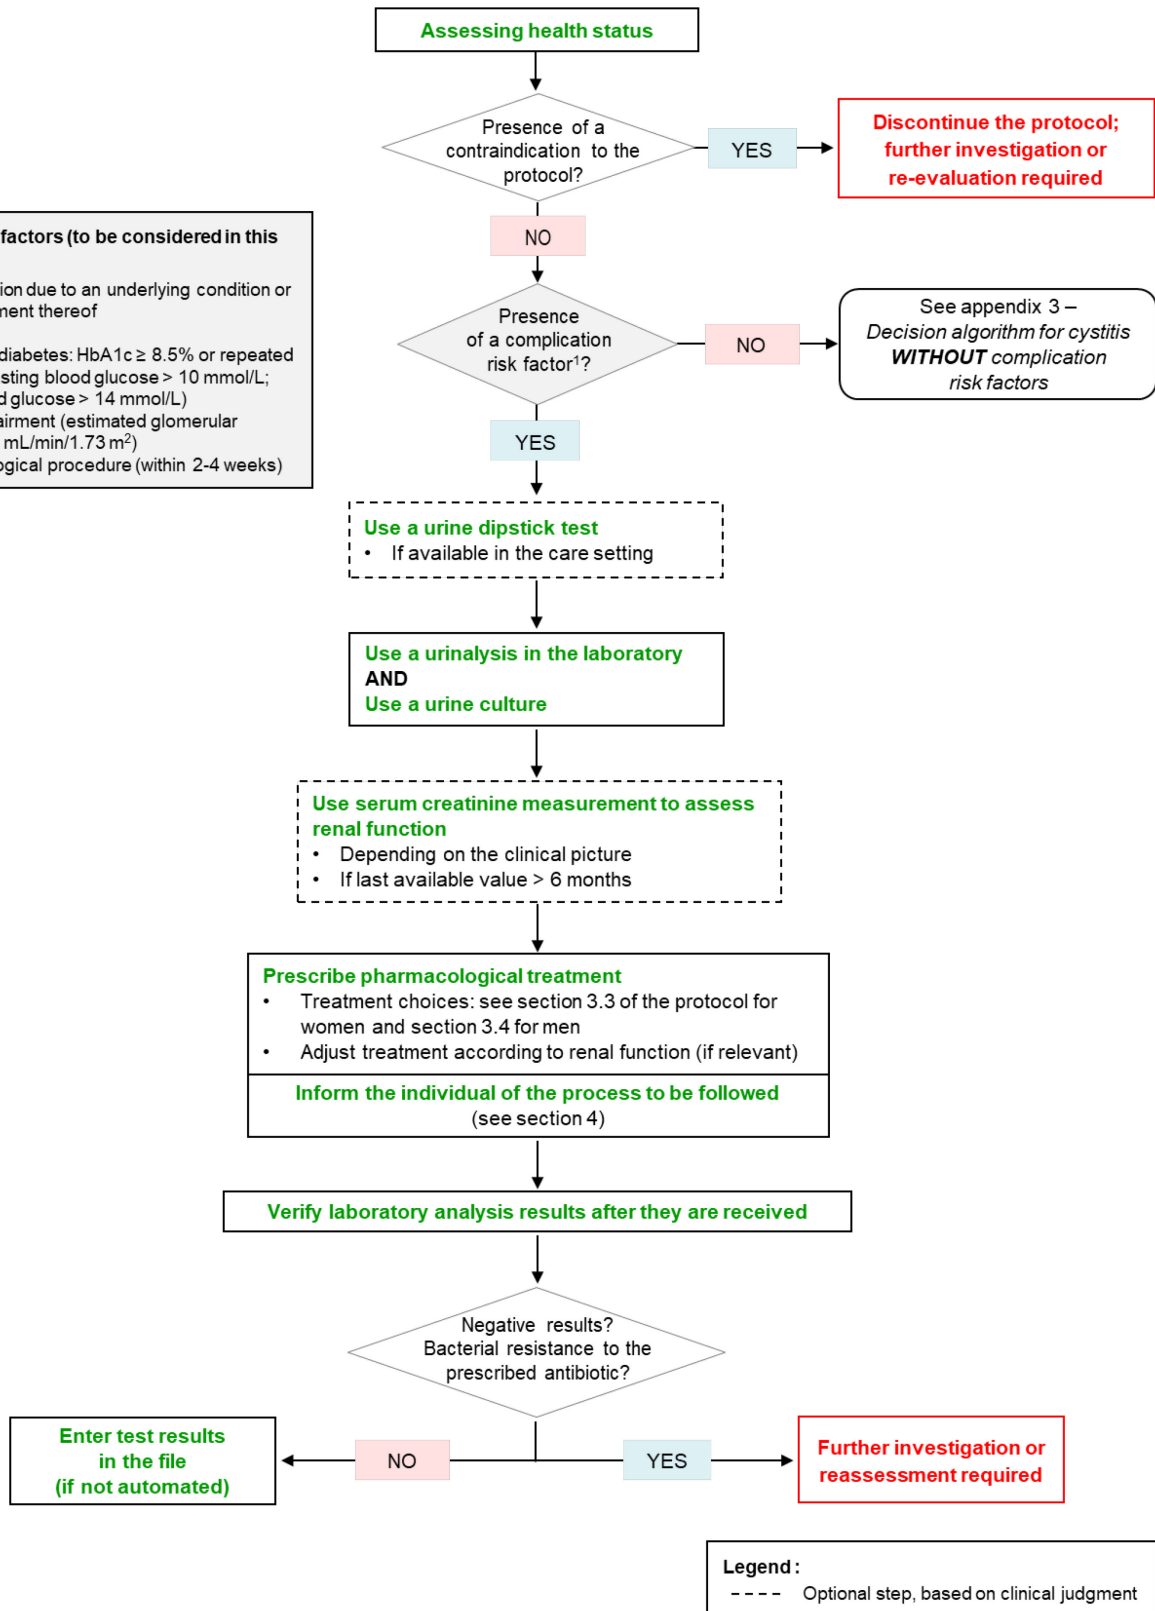 Assessing health status
Presence of a
contraindication to the
protocol?
YES
Discontinue the protocol;
further investigation or
re-evaluation required
NO
factors (to be considered in this
ion due to an underlying condition or
ment thereof
diabetes: HbA1c ≥ 8.5% or repeated
sting blood glucose > 10 mmol/L;
d glucose > 14 mmol/L)
airment (estimated glomerular
mL/min/1.73 m²)
ogical procedure (within 2-4 weeks)
Presence
of a complication
risk factor¹?
NO
See appendix 3 –
Decision algorithm for cystitis
WITHOUT complication
risk factors
YES
Use a urine dipstick test
• If available in the care setting
Use a urinalysis in the laboratory
AND
Use a urine culture
Use serum creatinine measurement to assess
renal function
• Depending on the clinical picture
• If last available value > 6 months
Prescribe pharmacological treatment
• Treatment choices: see section 3.3 of the protocol for
women and section 3.4 for men
• Adjust treatment according to renal function (if relevant)
Inform the individual of the process to be followed
(see section 4)
Verify laboratory analysis results after they are received
Negative results?
Bacterial resistance to the
prescribed antibiotic?
Enter test results
in the file
(if not automated)
NO
YES
Further investigation or
reassessment required
Legend :
---- Optional step, based on clinical judgment